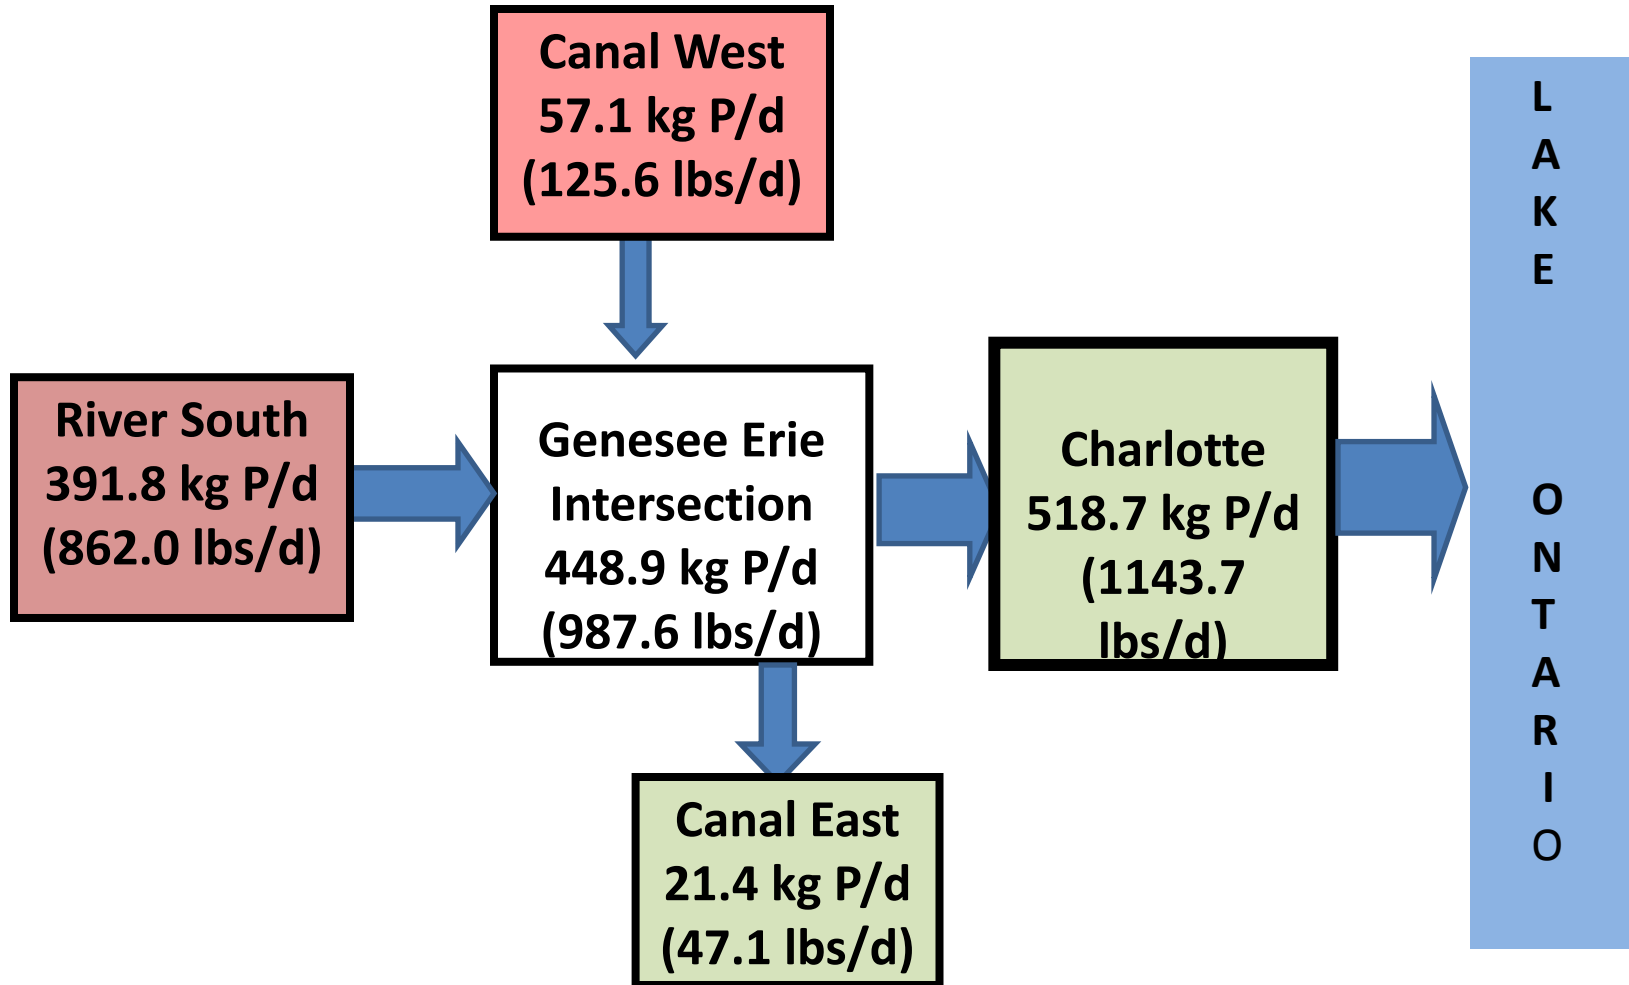 Canal West
57.1 kg P/d
(125.6 lbs/d)
River South
391.8 kg P/d
(862.0 lbs/d)
Genesee Erie
Intersection
448.9 kg P/d
(987.6 lbs/d)
Charlotte
518.7 kg P/d
(1143.7
lbs/d)
Canal East
21.4 kg P/d
(47.1 lbs/d)
L
A
K
E
O
N
T
A
R
I
O